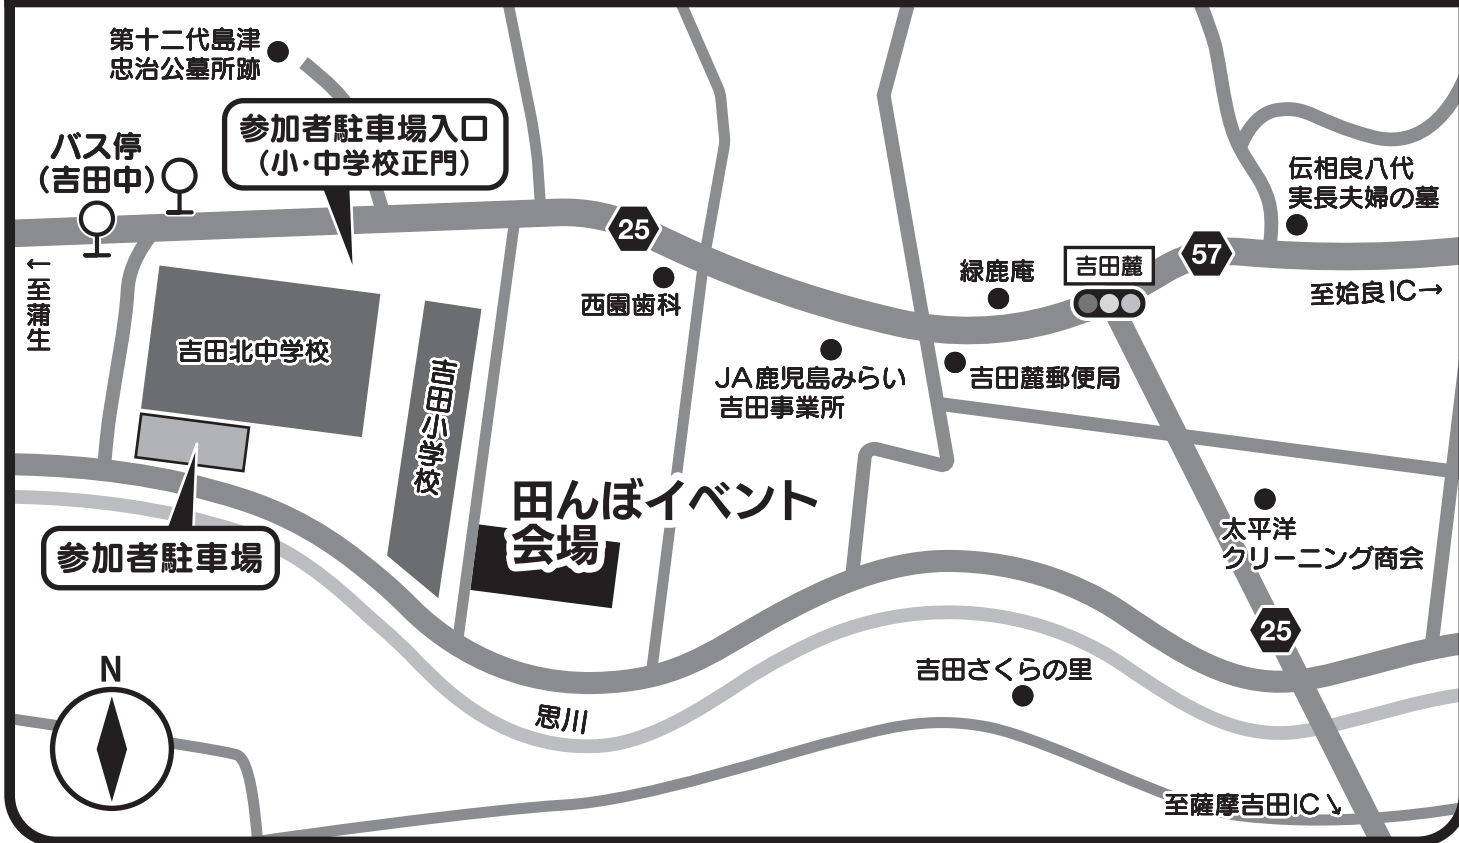 第十二代島津
忠治公墓所跡
参加者駐車場入口
(小・中学校正門)
バス停
(吉田中)
25
伝相良八代
実長夫婦の墓
57
吉田麓
緑鹿庵
西園歯科
←至蒲生
至姶良IC→
吉田北中学校
吉田小学校
JA鹿児島みらい
吉田事業所
吉田麓郵便局
田んぼイベント
会場
太平洋
クリーニング商会
参加者駐車場
25
吉田さくらの里
思川
N
至薩摩吉田IC↘